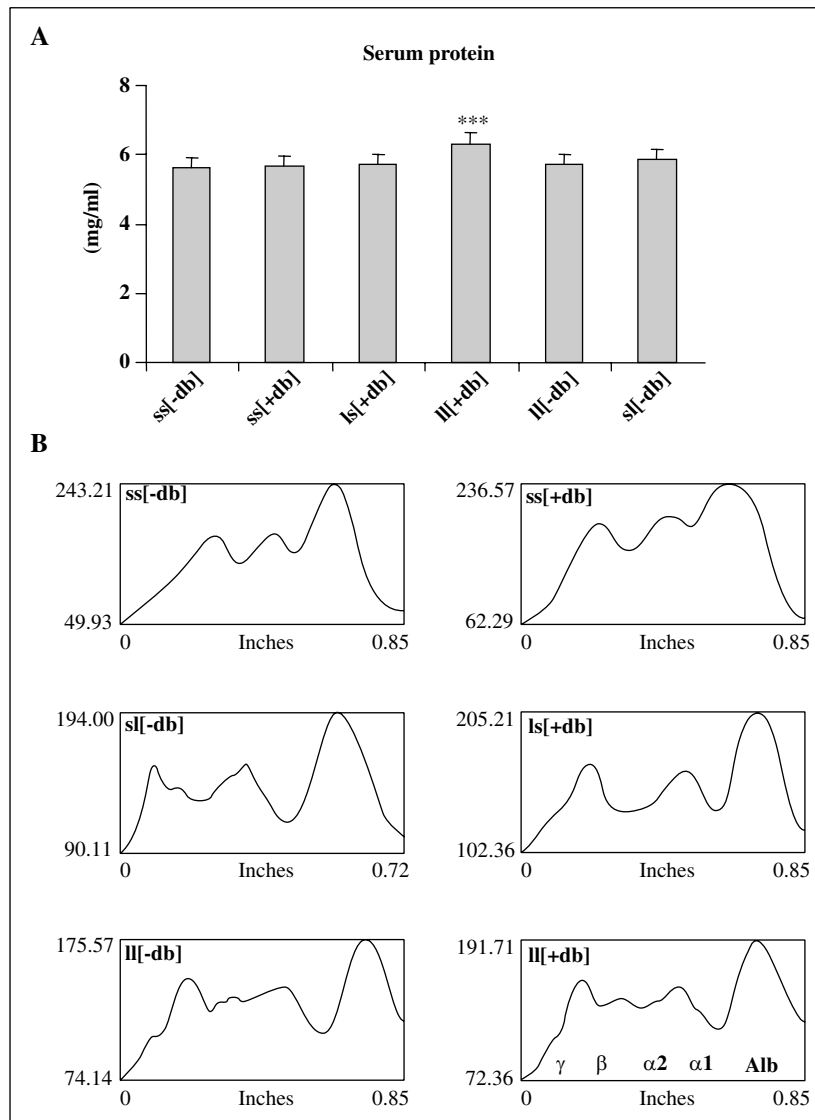 A
Serum protein
8
***
6
(mg/ml)
4
2
0
ss[-db] ss[+db] ls[+db] ll[+db] ll[-db] sl[-db]
B
243.21 ss[-db]
49.93
0 Inches 0.85
236.57 ss[+db]
62.29
0 Inches 0.85
194.00 sl[-db]
90.11
0 Inches 0.72
205.21 ls[+db]
102.36
0 Inches 0.85
175.57 ll[-db]
74.14
0 Inches 0.85
191.71 ll[+db]
γ β α2 α1 Alb
72.36
0 Inches 0.85